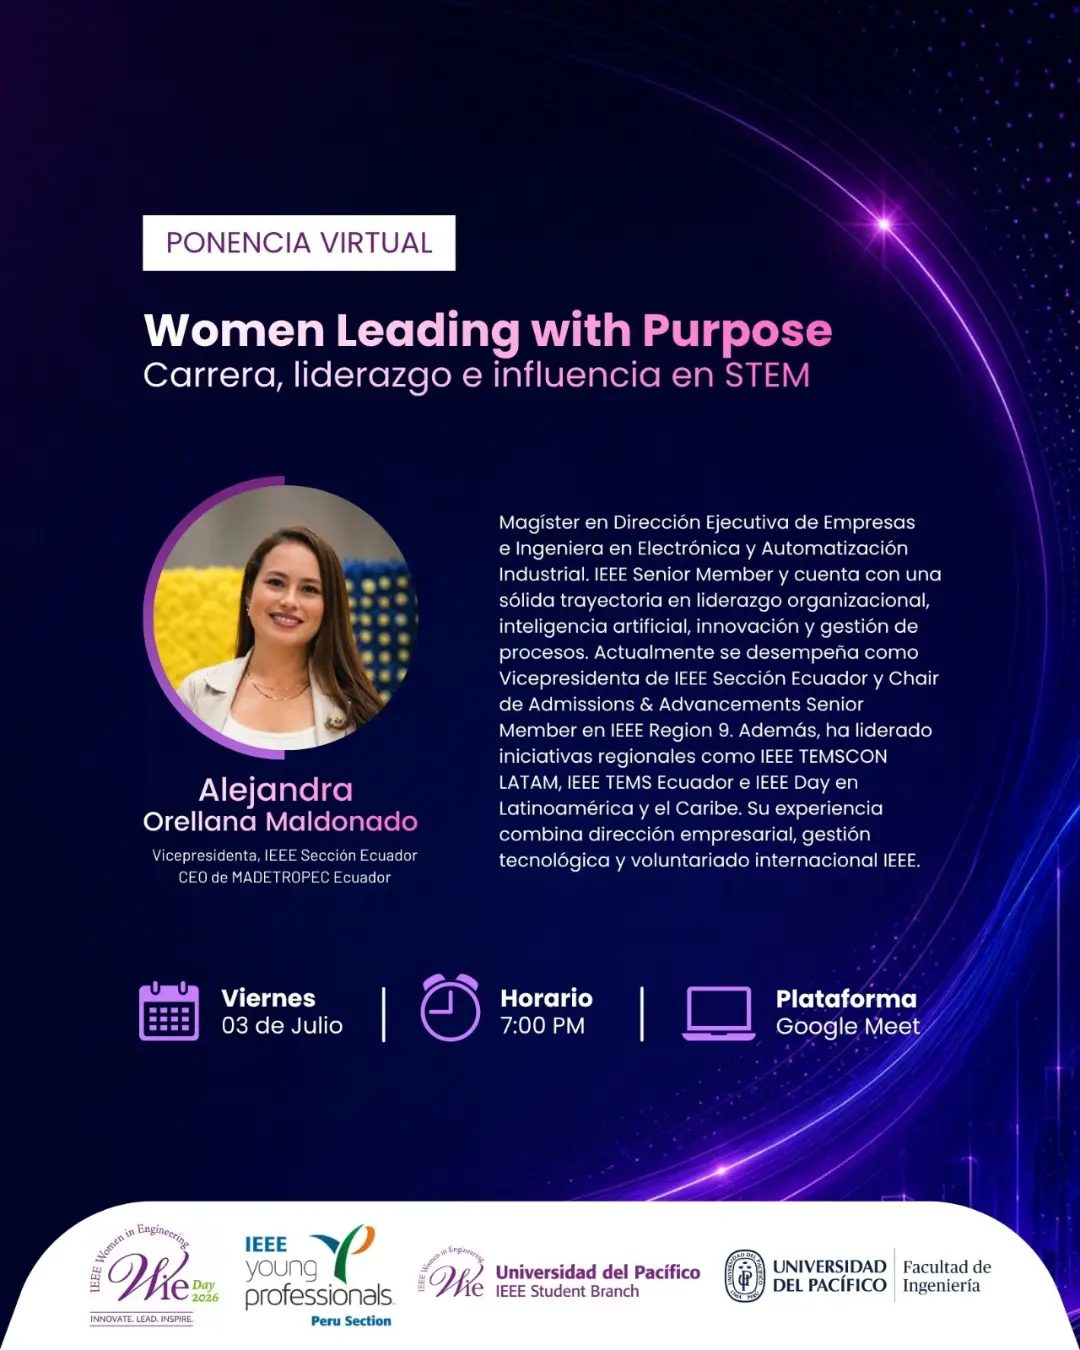 PONENCIA VIRTUAL
Women Leading with Purpose
Carrera, liderazgo e influencia en STEM
Alejandra
Orellana Maldonado
Vicepresidenta, IEEE Sección Ecuador
CEO de MADETROPEC Ecuador
Magíster en Dirección Ejecutiva de Empresas
e Ingeniera en Electrónica y Automatización
Industrial. IEEE Senior Member y cuenta con una
sólida trayectoria en liderazgo organizacional,
inteligencia artificial, innovación y gestión de
procesos. Actualmente se desempeña como
Vicepresidenta de IEEE Sección Ecuador y Chair
de Admissions & Advancements Senior
Member en IEEE Region 9. Además, ha liderado
iniciativas regionales como IEEE TEMSCON
LATAM, IEEE TEMS Ecuador e IEEE Day en
Latinoamérica y el Caribe. Su experiencia
combina dirección empresarial, gestión
tecnológica y voluntariado internacional IEEE.
Viernes
03 de Julio
Horario
7:00 PM
Plataforma
Google Meet
IEEE Women in Engineering
WIE Day
2026
INNOVATE. LEAD. INSPIRE.
IEEE
young
professionals
Peru Section
IEEE Women in Engineering
WIE
Universidad del Pacífico
IEEE Student Branch
UNIVERSIDAD DEL PACÍFICO
LIMA PERÚ
UP
UNIVERSIDAD
DEL PACÍFICO
Facultad de
Ingeniería